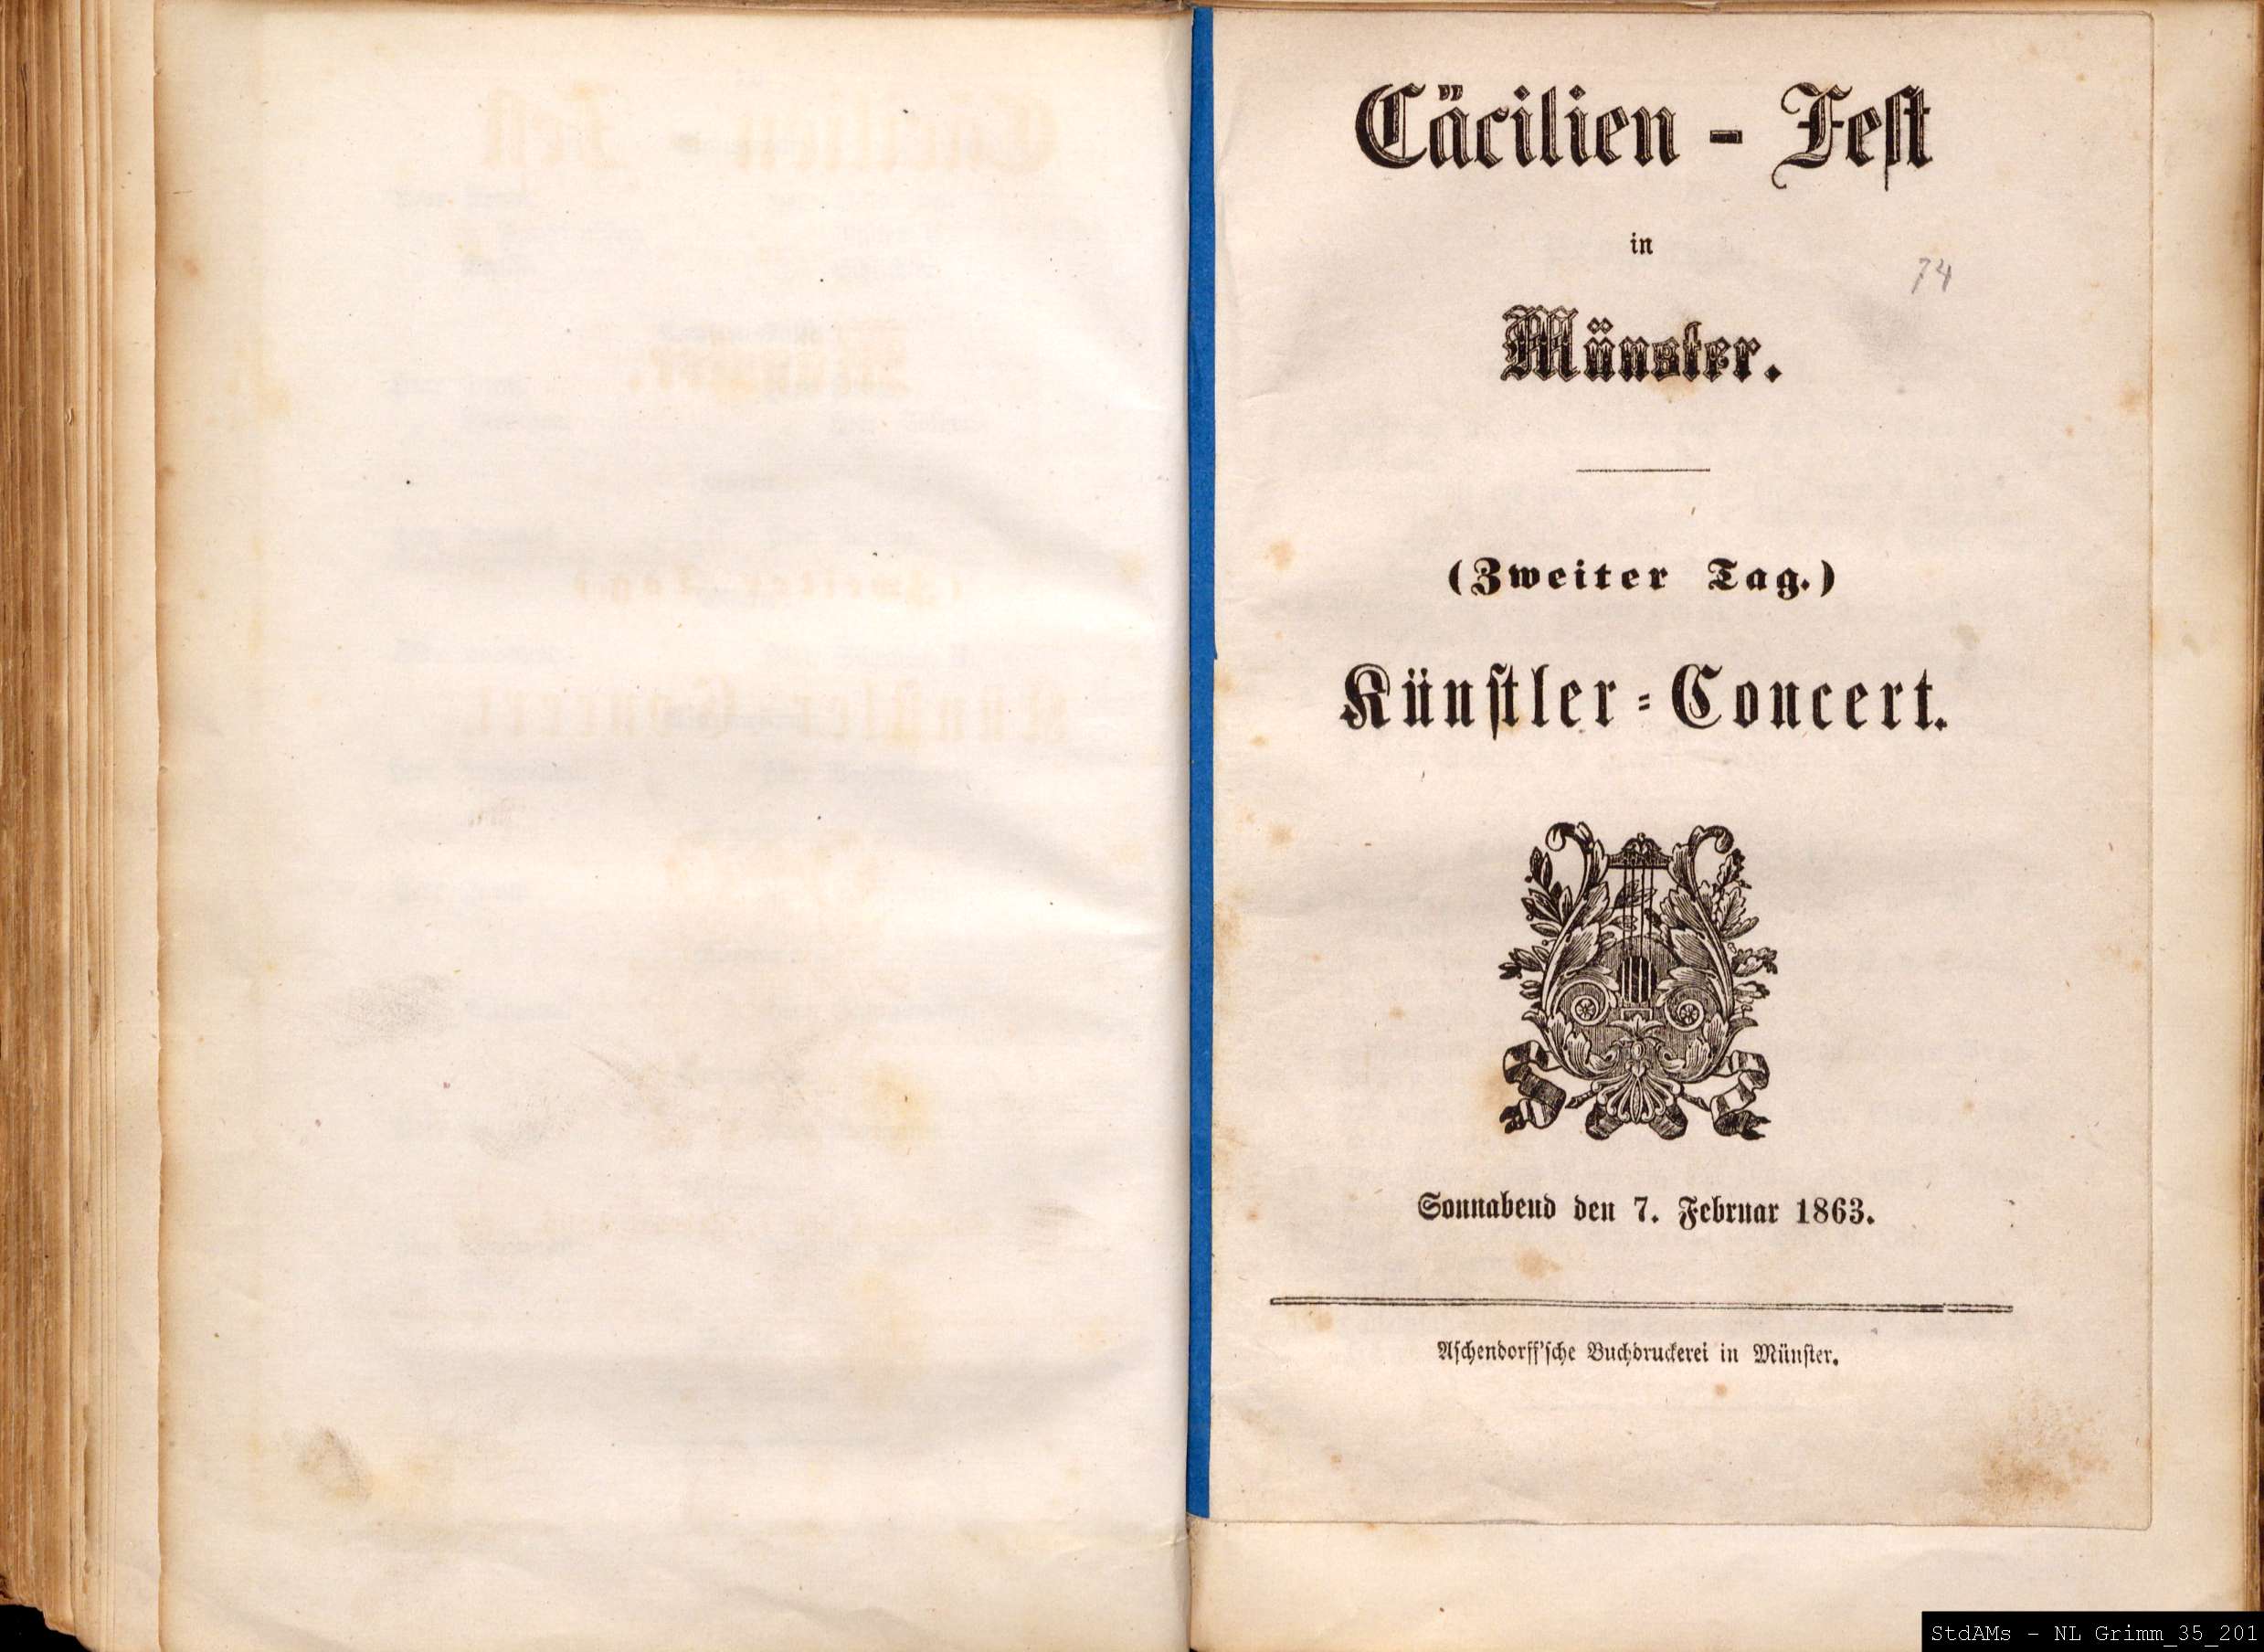 Cäcilien - Fest
in
74
Münster.
(Zweiter Tag.)
Künstler-Concert.
Sonnabend den 7. Februar 1863.
Aschendorff'sche Buchdruckerei in Münster.
StdAMs - NL Grimm_35_201